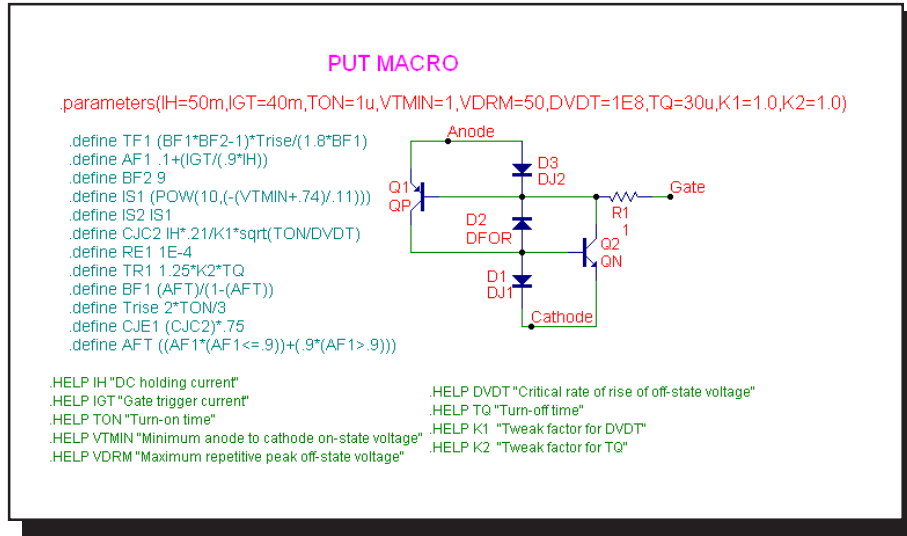 PUT MACRO
.parameters(IH=50m,IGT=40m,TON=1u,VTMIN=1,VDRM=50,DVDT=1E8,TQ=30u,K1=1.0,K2=1.0)
.define TF1 (BF1*BF2-1)*Trise/(1.8*BF1)
.define AF1 .1+(IGT/(.9*IH))
.define BF2 9
.define IS1 (POW(10,(-(VTMIN+.74)/.11)))
.define IS2 IS1
.define CJC2 IH*.21/K1*sqrt(TON/DVDT)
.define RE1 1E-4
.define TR1 1.25*K2*TQ
.define BF1 (AFT)/(1-(AFT))
.define Trise 2*TON/3
.define CJE1 (CJC2)*.75
.define AFT ((AF1*(AF1<=.9))+(.9*(AF1>.9)))
Anode
D3
DJ2
Q1
QP
Gate
R1
1
D2
DFOR
Q2
QN
D1
DJ1
Cathode
.HELP IH "DC holding current"
.HELP IGT "Gate trigger current"
.HELP TON "Turn-on time"
.HELP VTMIN "Minimum anode to cathode on-state voltage"
.HELP VDRM "Maximum repetitive peak off-state voltage"
.HELP DVDT "Critical rate of rise of off-state voltage"
.HELP TQ "Turn-off time"
.HELP K1 "Tweak factor for DVDT"
.HELP K2 "Tweak factor for TQ"